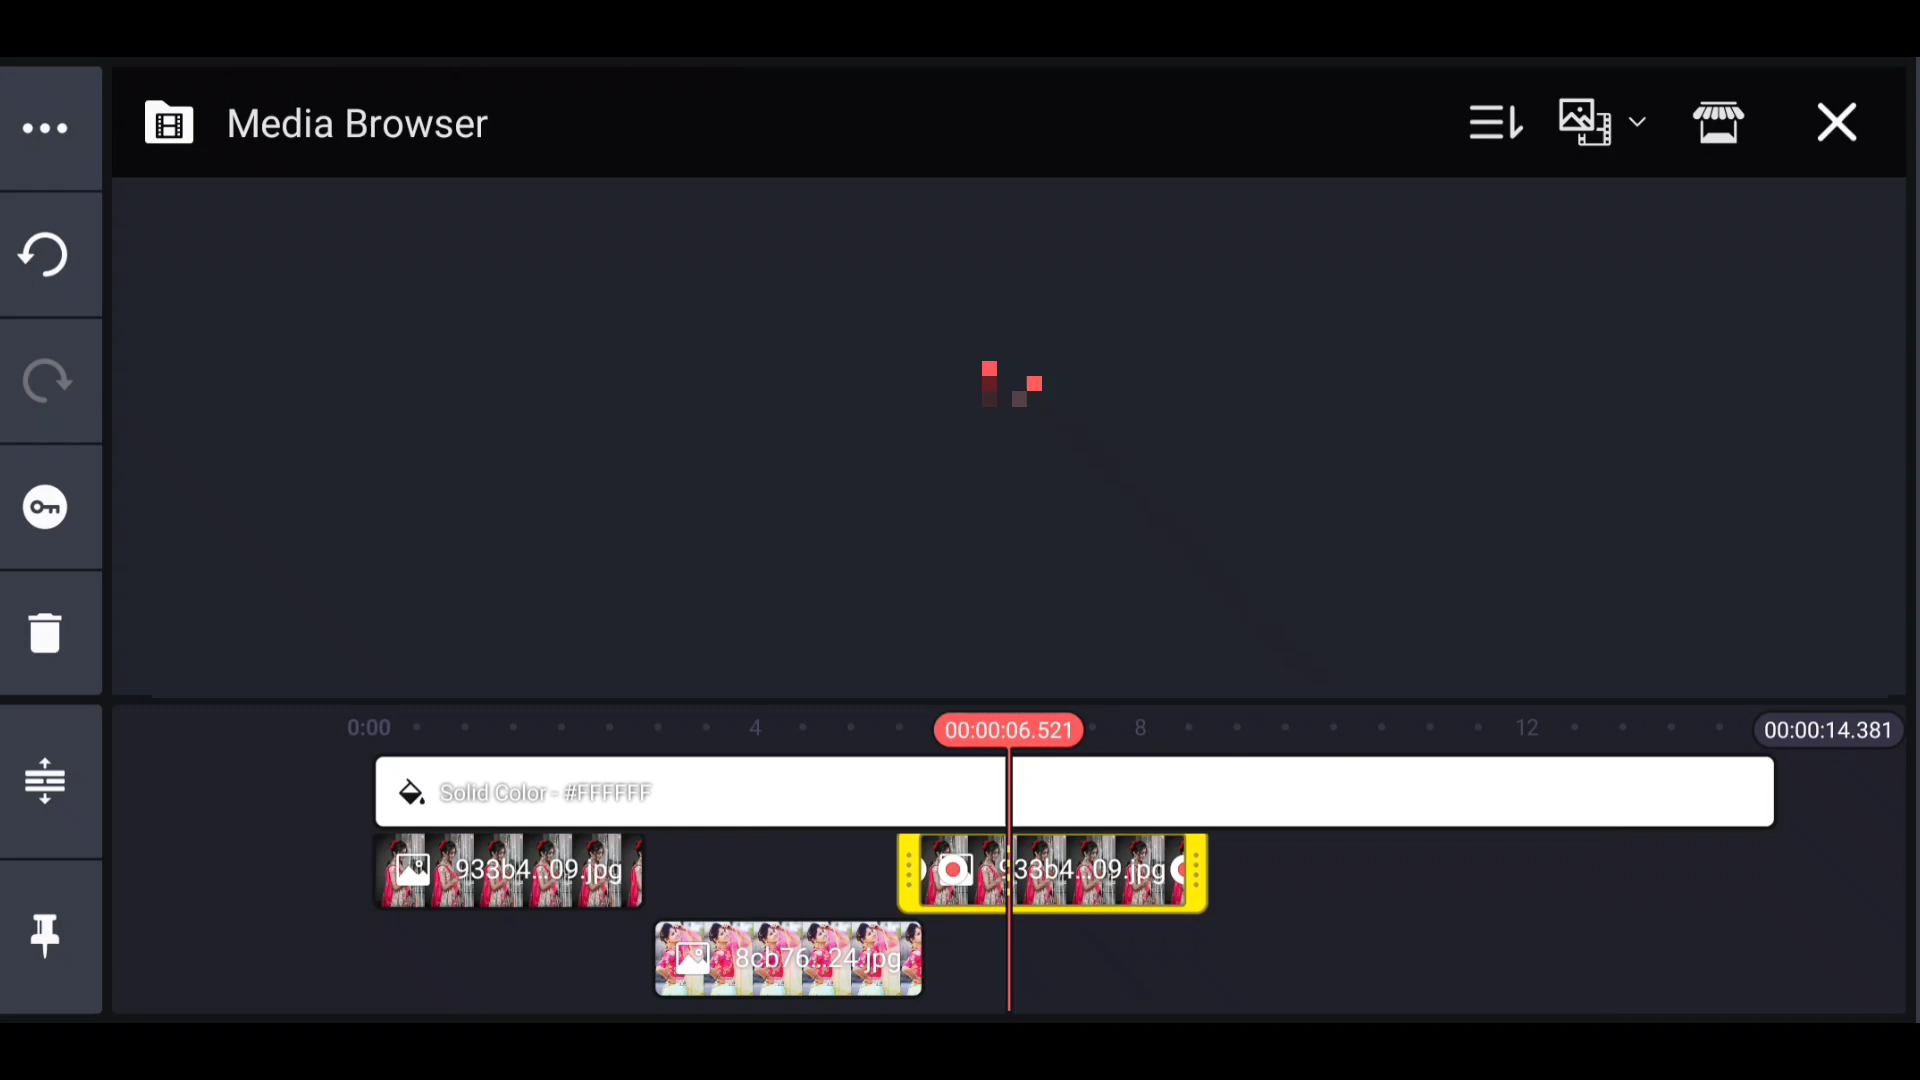 Media Browser
0:00 4 00:00:06.521 8 12 00:00:14.381
Solid Color - #FFFFFF
933b4...09.jpg
933b4...09.jpg
8cb76...24.jpg